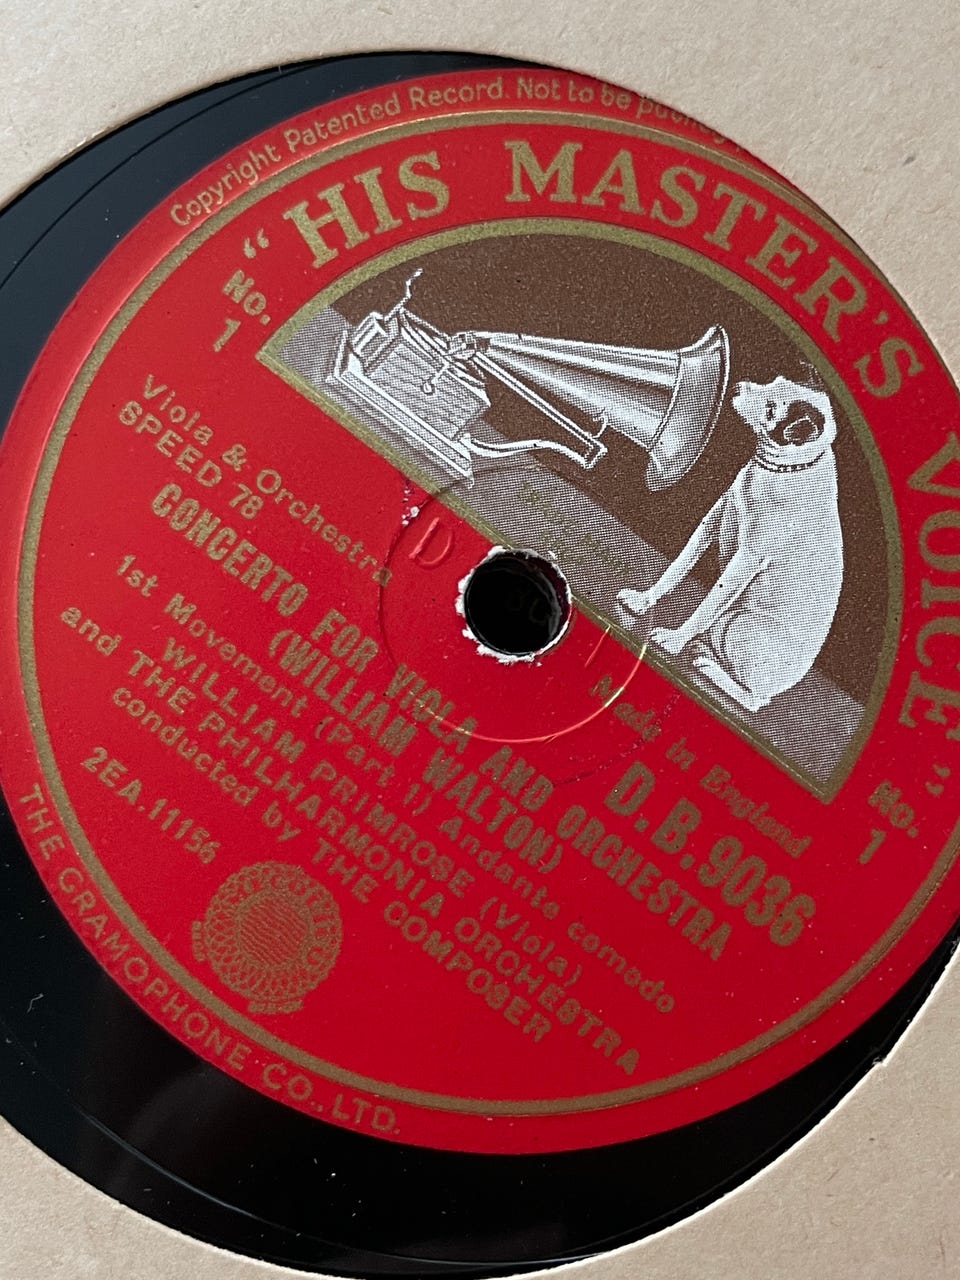 Copyright Patented Record. Not to be
"HIS MASTER'S VOICE"
No.
1
No.
1
Viola & Orchestra
SPEED 78
Made in England
D.B.9036
CONCERTO FOR VIOLA AND ORCHESTRA
(WILLIAM WALTON)
1st Movement (Part 1) Andante comodo
WILLIAM PRIMROSE (Viola)
and THE PHILHARMONIA ORCHESTRA
conducted by THE COMPOSER
2EA.11156
D
THE GRAMOPHONE CO., LTD.